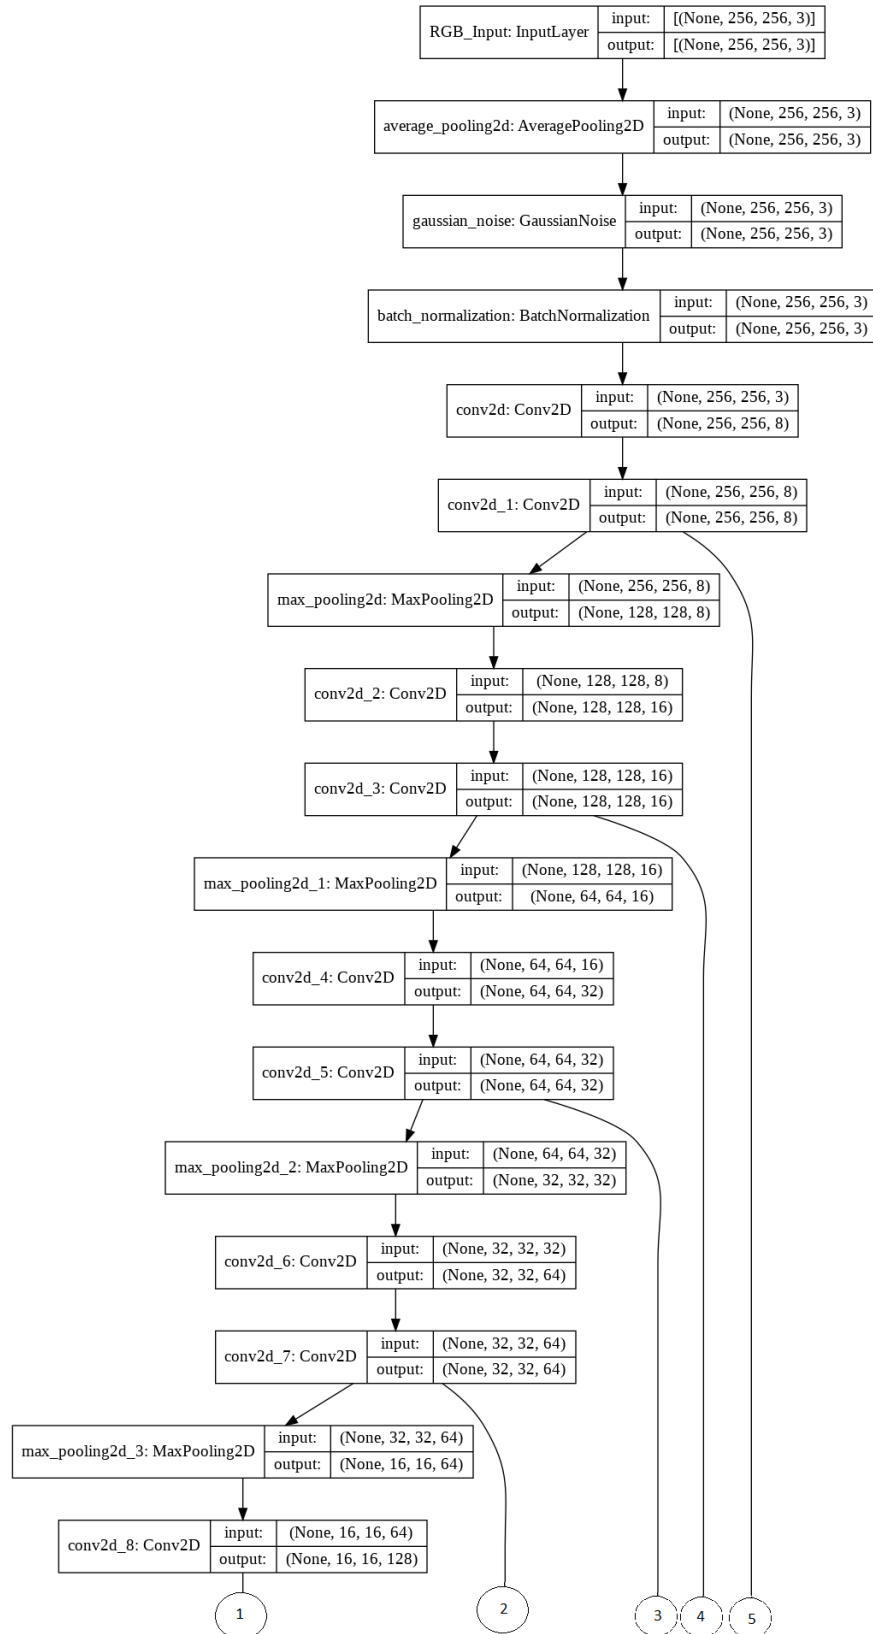 RGB_Input: InputLayer
input: [(None, 256, 256, 3)]
output: [(None, 256, 256, 3)]
average_pooling2d: AveragePooling2D
input: (None, 256, 256, 3)
output: (None, 256, 256, 3)
gaussian_noise: GaussianNoise
input: (None, 256, 256, 3)
output: (None, 256, 256, 3)
batch_normalization: BatchNormalization
input: (None, 256, 256, 3)
output: (None, 256, 256, 3)
conv2d: Conv2D
input: (None, 256, 256, 3)
output: (None, 256, 256, 8)
conv2d_1: Conv2D
input: (None, 256, 256, 8)
output: (None, 256, 256, 8)
max_pooling2d: MaxPooling2D
input: (None, 256, 256, 8)
output: (None, 128, 128, 8)
conv2d_2: Conv2D
input: (None, 128, 128, 8)
output: (None, 128, 128, 16)
conv2d_3: Conv2D
input: (None, 128, 128, 16)
output: (None, 128, 128, 16)
max_pooling2d_1: MaxPooling2D
input: (None, 128, 128, 16)
output: (None, 64, 64, 16)
conv2d_4: Conv2D
input: (None, 64, 64, 16)
output: (None, 64, 64, 32)
conv2d_5: Conv2D
input: (None, 64, 64, 32)
output: (None, 64, 64, 32)
max_pooling2d_2: MaxPooling2D
input: (None, 64, 64, 32)
output: (None, 32, 32, 32)
conv2d_6: Conv2D
input: (None, 32, 32, 32)
output: (None, 32, 32, 64)
conv2d_7: Conv2D
input: (None, 32, 32, 64)
output: (None, 32, 32, 64)
max_pooling2d_3: MaxPooling2D
input: (None, 32, 32, 64)
output: (None, 16, 16, 64)
conv2d_8: Conv2D
input: (None, 16, 16, 64)
output: (None, 16, 16, 128)
1 2 3 4 5